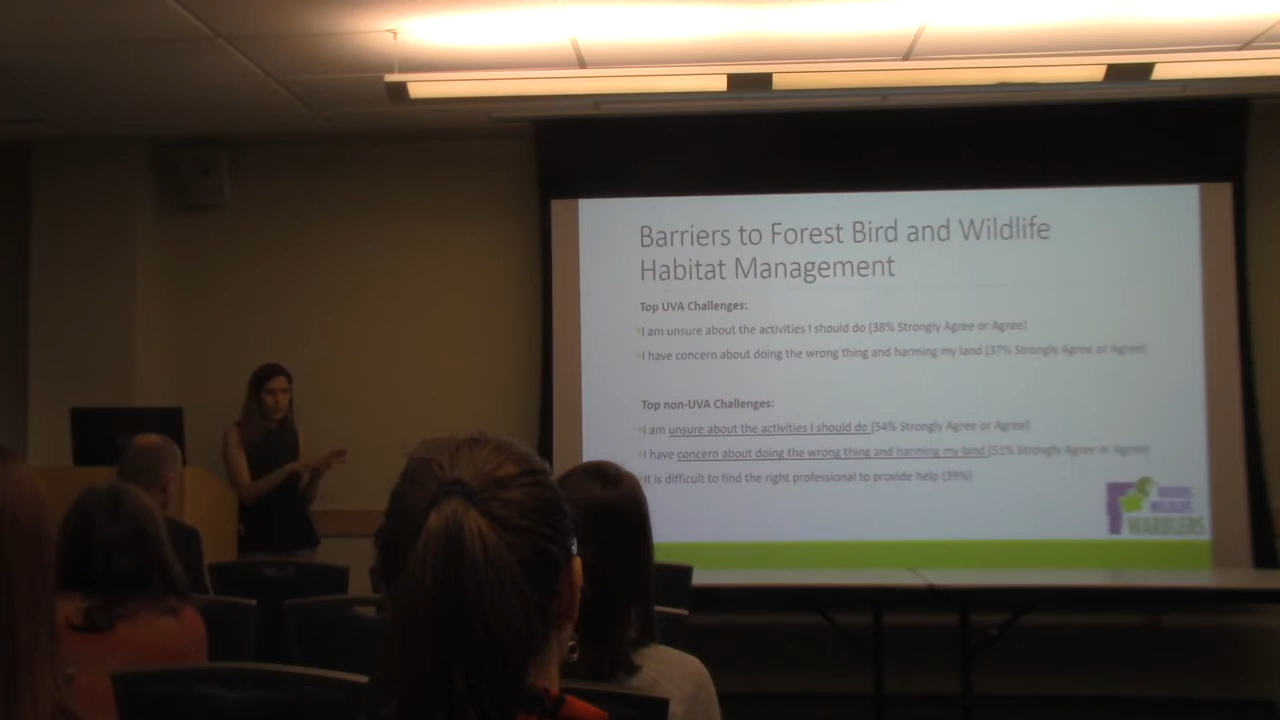 Barriers to Forest Bird and Wildlife
Habitat Management
Top UVA Challenges:
I am unsure about the activities I should do (38% Strongly Agree or Agree)
I have concern about doing the wrong thing and harming my land (37% Strongly Agree or Agree)
Top non-UVA Challenges:
I am unsure about the activities I should do (54% Strongly Agree or Agree)
I have concern about doing the wrong thing and harming my land (51% Strongly Agree or Agree)
It is difficult to find the right professional to provide help (39%)
WOODS
WILDLIFE
WARBLERS